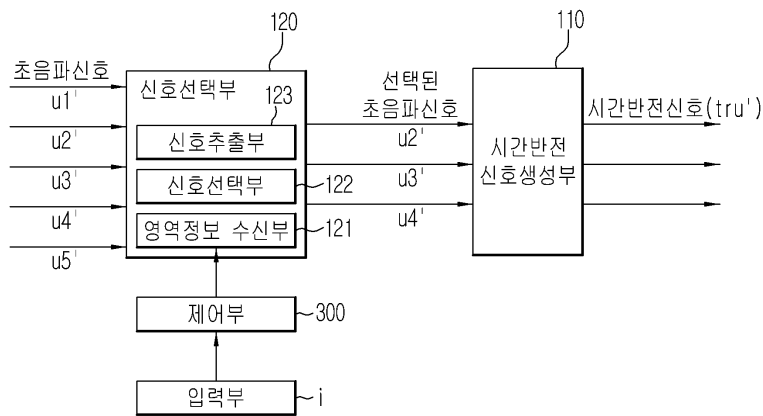 120
110
초음파신호
u1'
u2'
u3'
u4'
u5'
신호선택부
123
신호추출부
신호선택부
122
영역정보 수신부
121
선택된
초음파신호
u2'
u3'
u4'
시간반전
신호생성부
시간반전신호(tru')
제어부
300
입력부
i